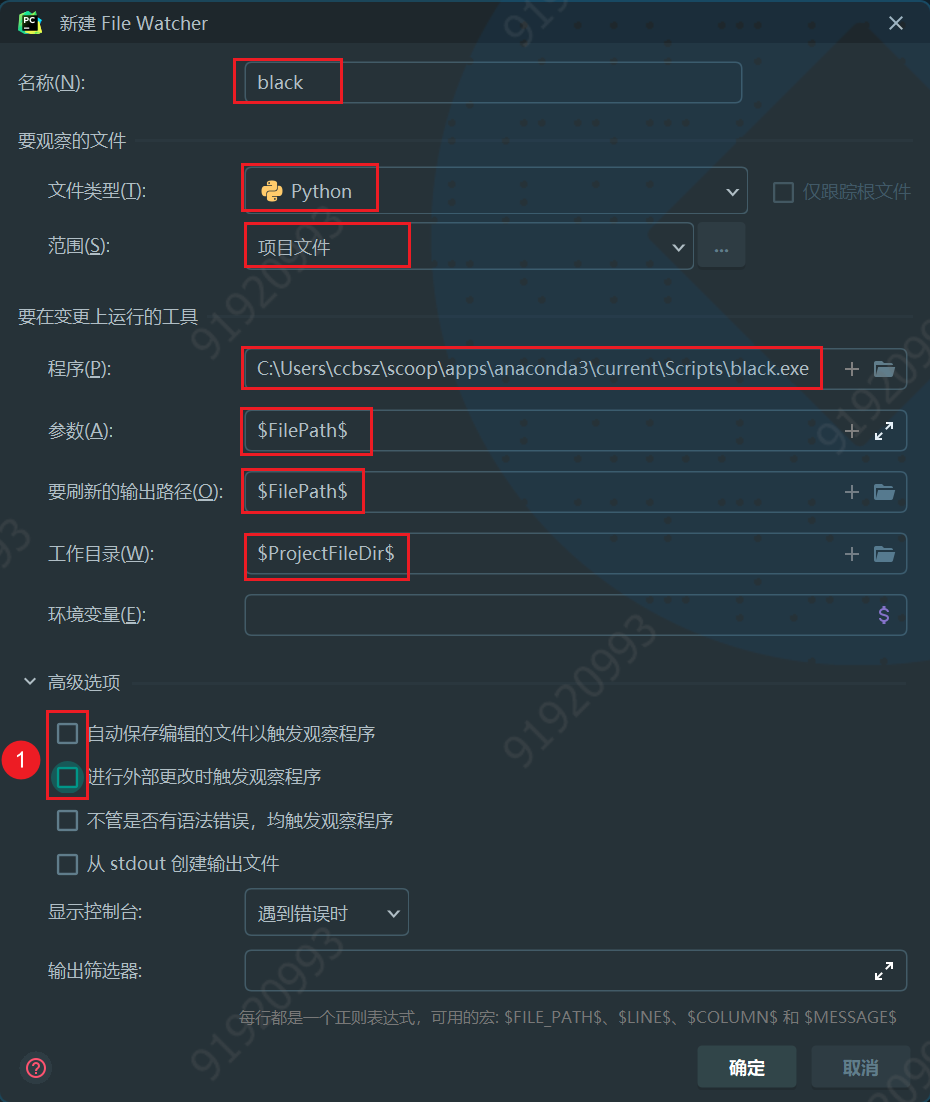 新建 File Watcher
名称(N):
black
要观察的文件
文件类型(T):
Python
仅跟踪根文件
范围(S):
项目文件
...
要在变更上运行的工具
程序(P):
C:\Users\ccbsz\scoop\apps\anaconda3\current\Scripts\black.exe
参数(A):
$FilePath$
要刷新的输出路径(O):
$FilePath$
工作目录(W):
$ProjectFileDir$
环境变量(E):
$
高级选项
自动保存编辑的文件以触发观察程序
1
进行外部更改时触发观察程序
不管是否有语法错误，均触发观察程序
从 stdout 创建输出文件
显示控制台:
遇到错误时
输出筛选器:
每行都是一个正则表达式，可用的宏: $FILE_PATH$、$LINE$、$COLUMN$ 和 $MESSAGE$
?
确定
取消
91920993
91920993
91920993
91920993